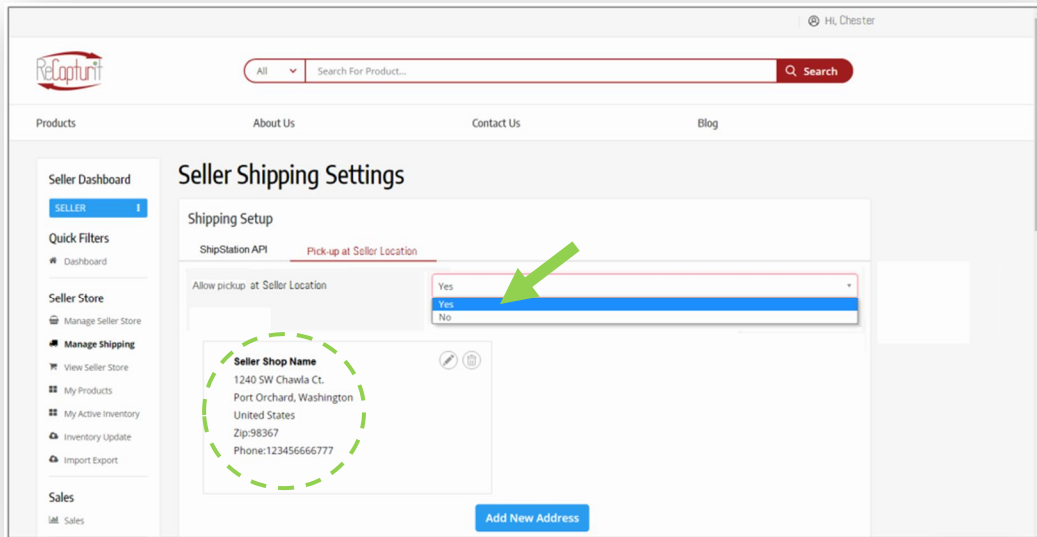 Hi, Chester
ReCapturit
All
Search For Product...
Search
Products
About Us
Contact Us
Blog
Seller Dashboard
SELLER
Quick Filters
Dashboard
Seller Store
Manage Seller Store
Manage Shipping
View Seller Store
My Products
My Active Inventory
Inventory Update
Import Export
Sales
Sales
Seller Shipping Settings
Shipping Setup
ShipStation API
Pick-up at Seller Location
Allow pickup at Seller Location
Yes
Yes
No
Seller Shop Name
1240 SW Chawla Ct.
Port Orchard, Washington
United States
Zip:98367
Phone:123456666777
Add New Address